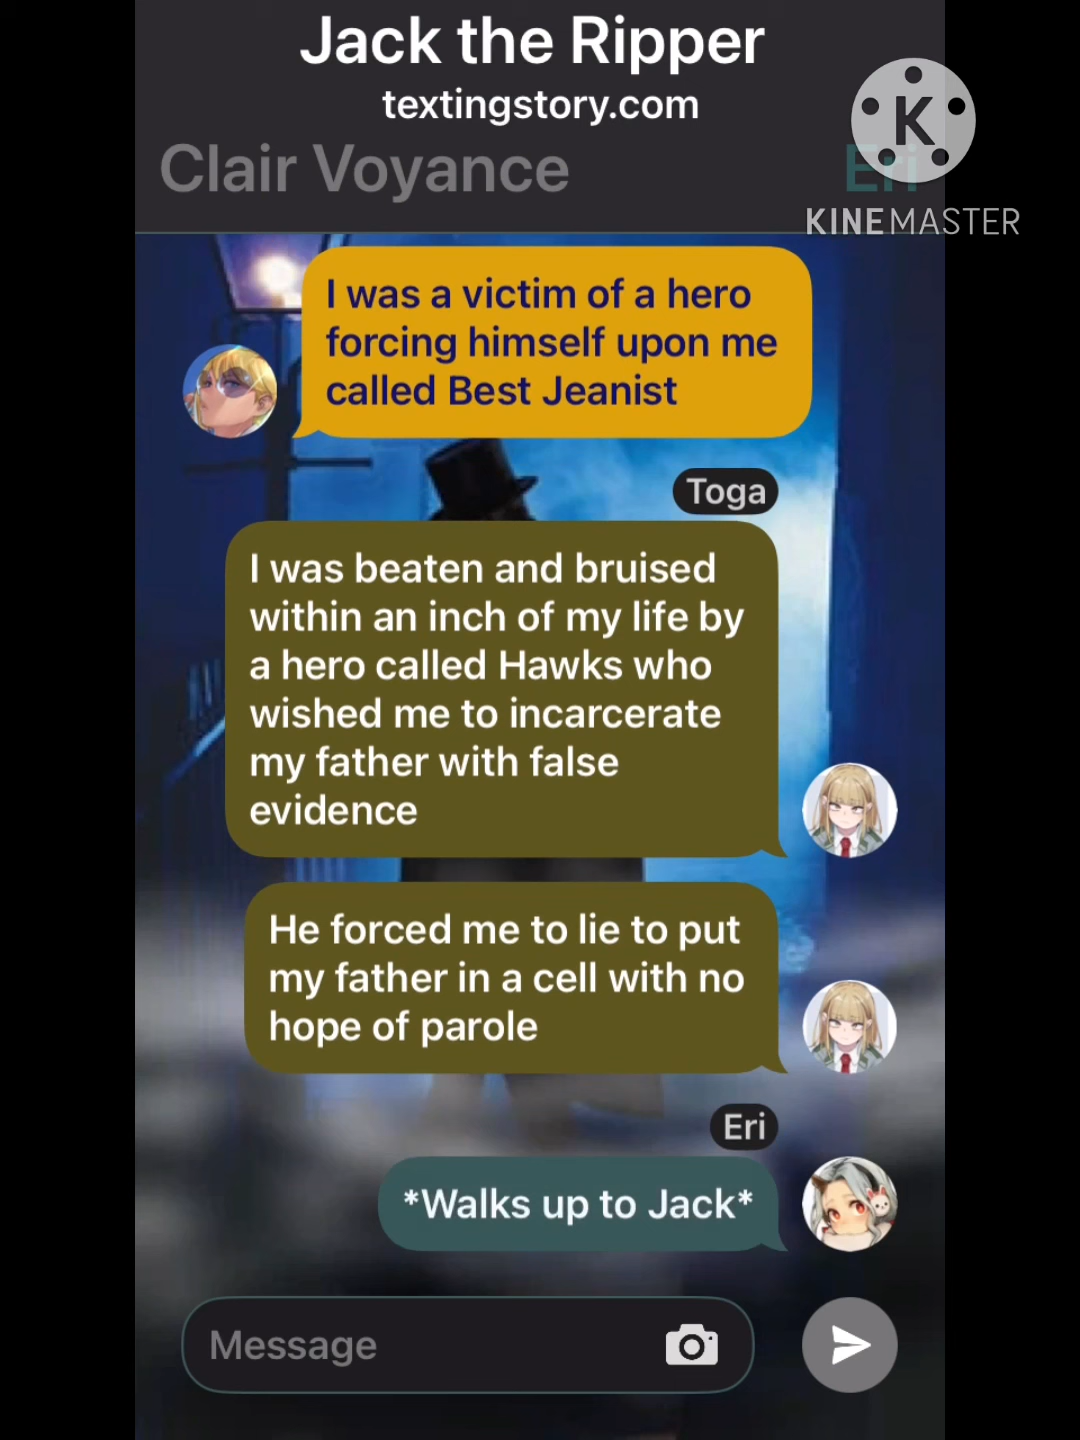 Jack the Ripper
textingstory.com
Clair Voyance
Eri
K
KINEMASTER
I was a victim of a hero
forcing himself upon me
called Best Jeanist
Toga
I was beaten and bruised
within an inch of my life by
a hero called Hawks who
wished me to incarcerate
my father with false
evidence
He forced me to lie to put
my father in a cell with no
hope of parole
Eri
*Walks up to Jack*
Message